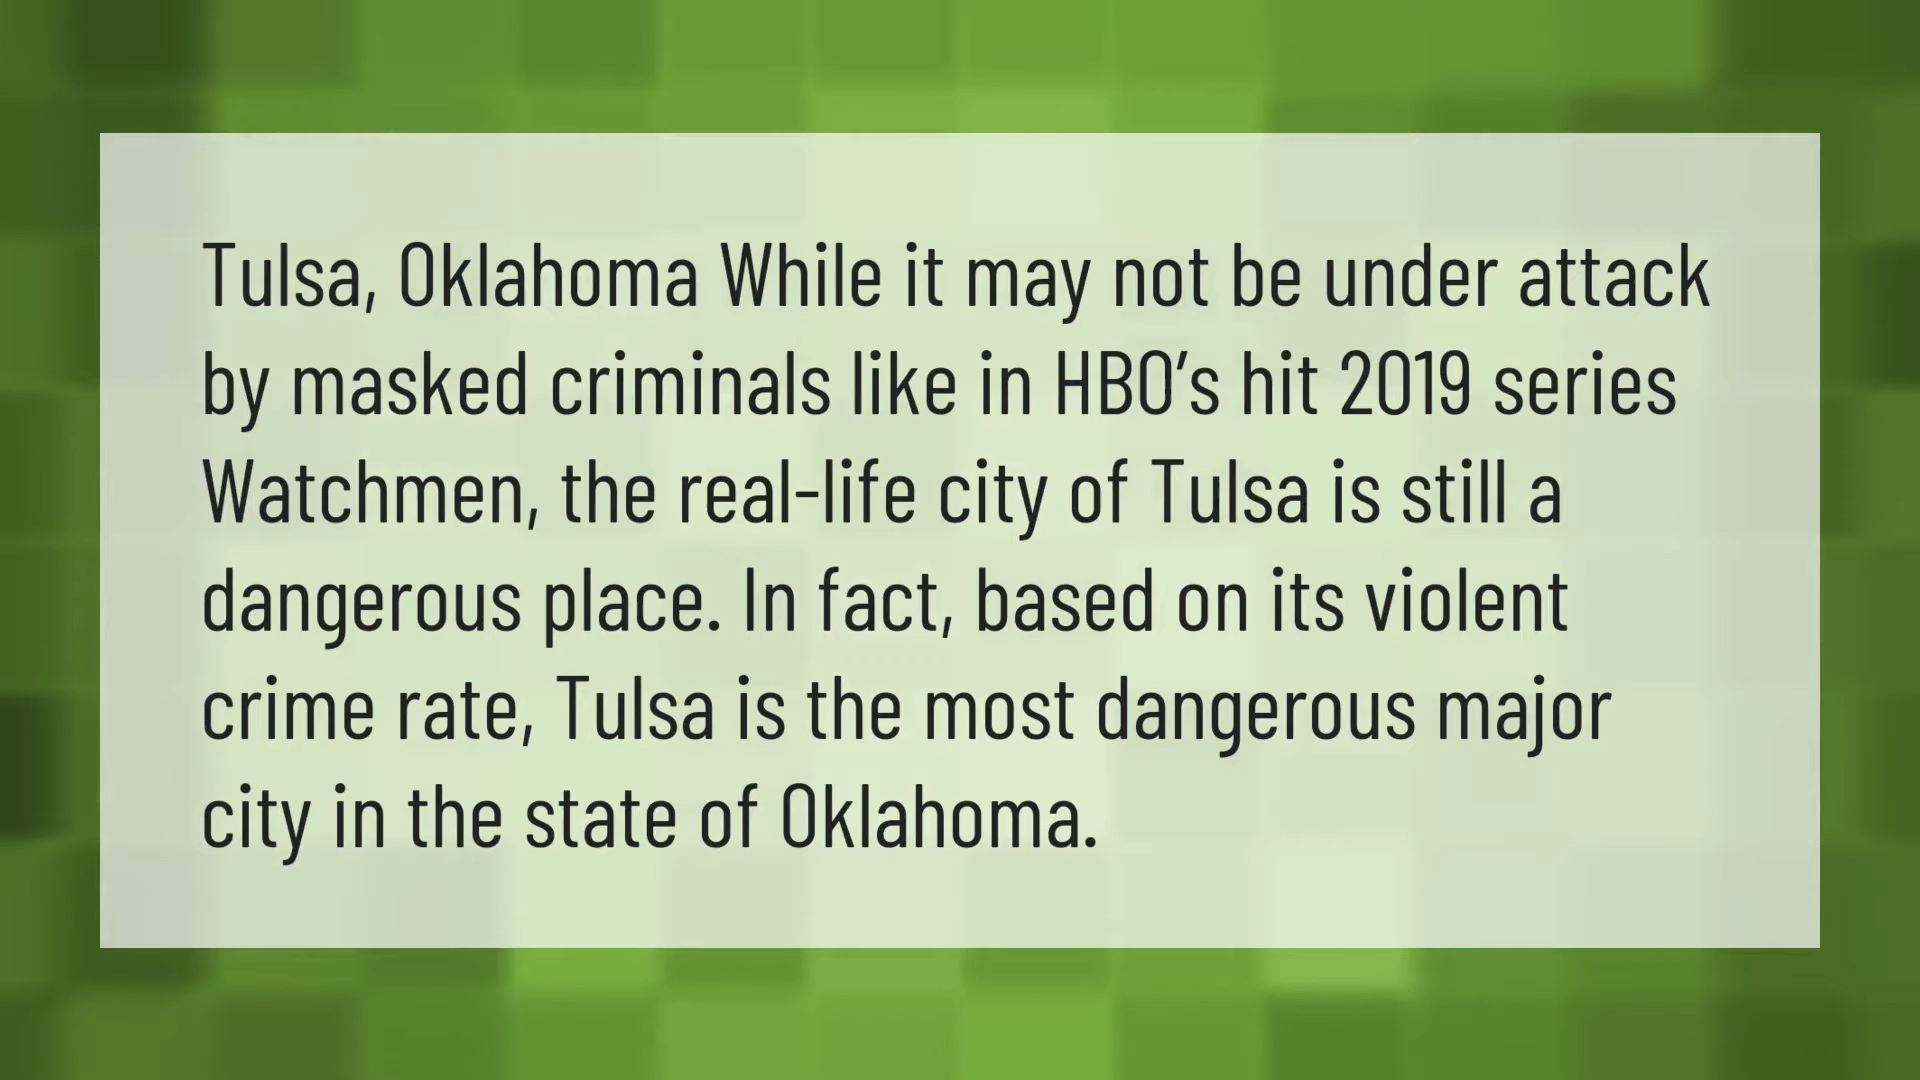 Tulsa, Oklahoma While it may not be under attack
by masked criminals like in HBO’s hit 2019 series
Watchmen, the real-life city of Tulsa is still a
dangerous place. In fact, based on its violent
crime rate, Tulsa is the most dangerous major
city in the state of Oklahoma.